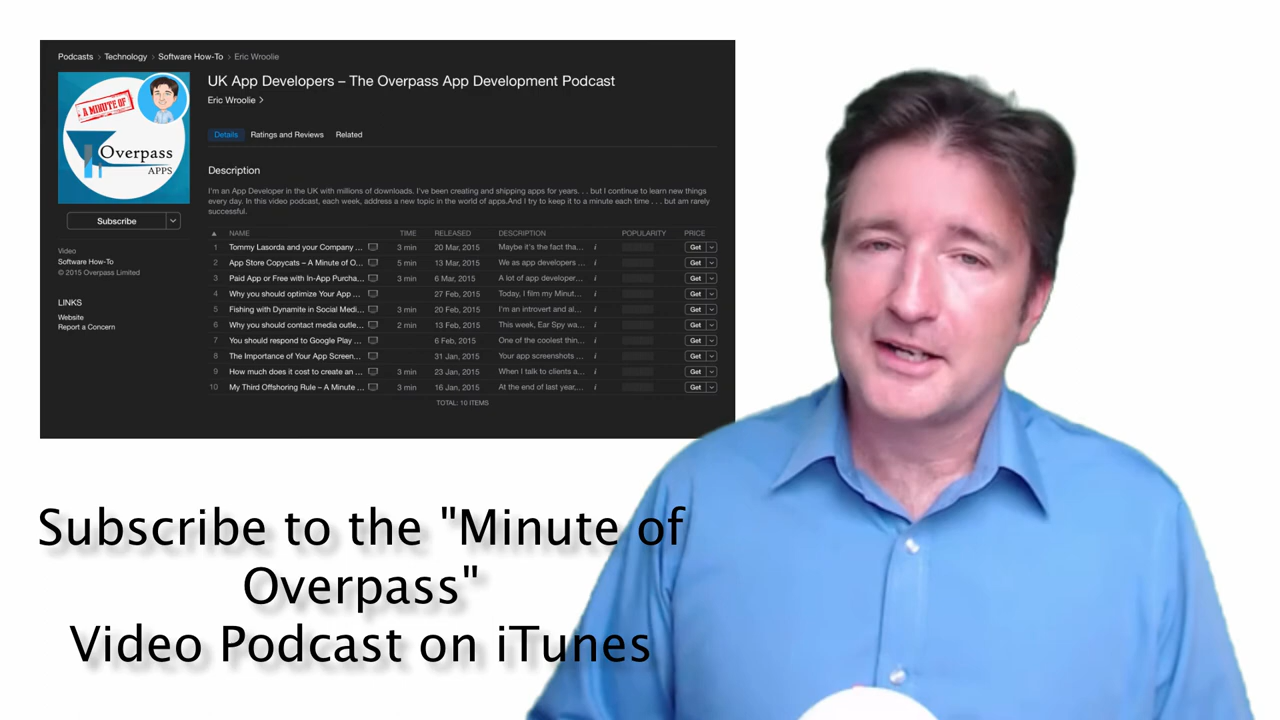 Podcasts > Technology > Software How-To > Eric Wroolie
A MINUTE OF
Overpass
APPS
UK App Developers – The Overpass App Development Podcast
Eric Wroolie >
Details Ratings and Reviews Related
Description
I'm an App Developer in the UK with millions of downloads. I've been creating and shipping apps for years. . . but I continue to learn new things
every day. In this video podcast, each week, address a new topic in the world of apps.And I try to keep it to a minute each time . . . but am rarely
successful.
Subscribe
Video
Software How-To
© 2015 Overpass Limited
LINKS
Website
Report a Concern
NAME TIME RELEASED DESCRIPTION POPULARITY PRICE
1 Tommy Lasorda and your Company ... 3 min 20 Mar, 2015 Maybe it's the fact tha... i Get
2 App Store Copycats – A Minute of O... 5 min 13 Mar, 2015 We as app developers ... i Get
3 Paid App or Free with In-App Purcha... 3 min 6 Mar, 2015 A lot of app developer... i Get
4 Why you should optimize Your App ... 27 Feb, 2015 Today, I film my Minut... i Get
5 Fishing with Dynamite in Social Medi... 3 min 20 Feb, 2015 I'm an introvert and al... i Get
6 Why you should contact media outle... 2 min 13 Feb, 2015 This week, Ear Spy wa... i Get
7 You should respond to Google Play ... 6 Feb, 2015 One of the coolest thin... i Get
8 The Importance of Your App Screen... 31 Jan, 2015 Your app screenshots ... i Get
9 How much does it cost to create an ... 3 min 23 Jan, 2015 When I talk to clients a... i Get
10 My Third Offshoring Rule – A Minute ... 3 min 16 Jan, 2015 At the end of last year,... i Get
TOTAL: 10 ITEMS
Subscribe to the "Minute of
Overpass"
Video Podcast on iTunes